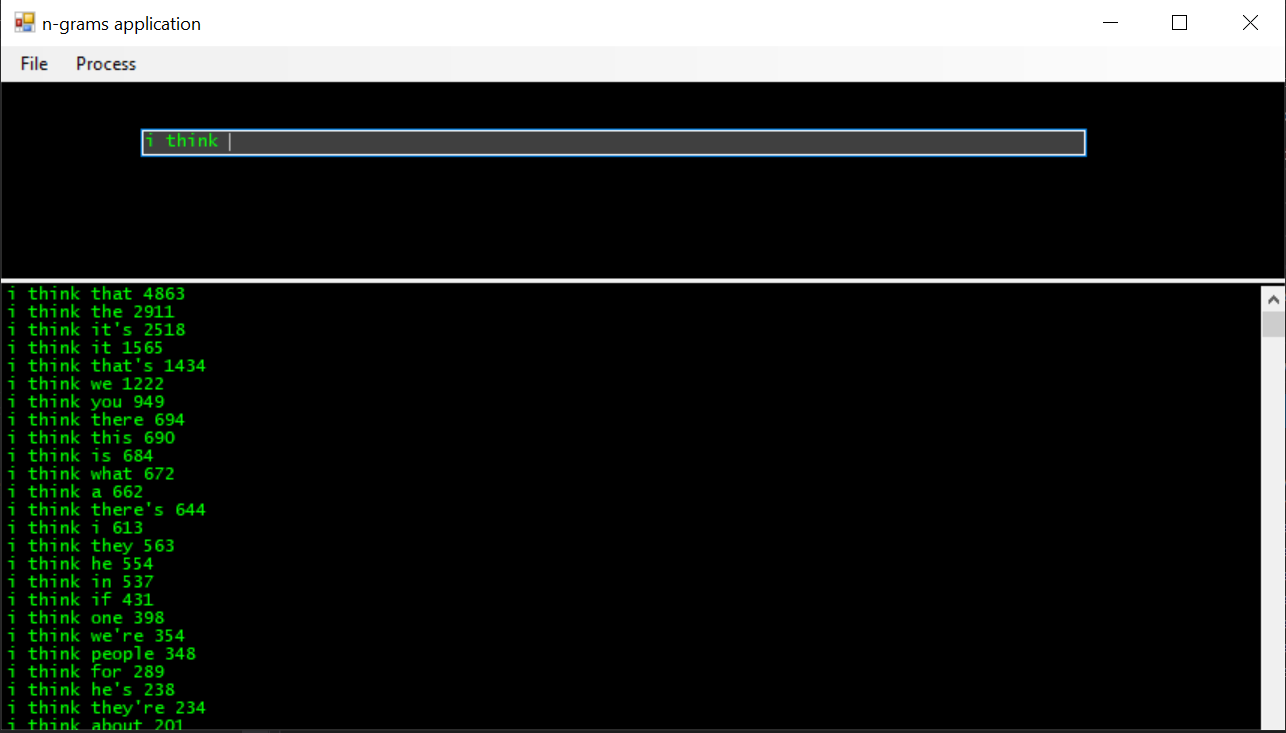 n-grams application
File Process
i think
i think that 4863
i think the 2911
i think it's 2518
i think it 1565
i think that's 1434
i think we 1222
i think you 949
i think there 694
i think this 690
i think is 684
i think what 672
i think a 662
i think there's 644
i think i 613
i think they 563
i think he 554
i think in 537
i think if 431
i think one 398
i think we're 354
i think people 348
i think for 289
i think he's 238
i think they're 234
i think about 201